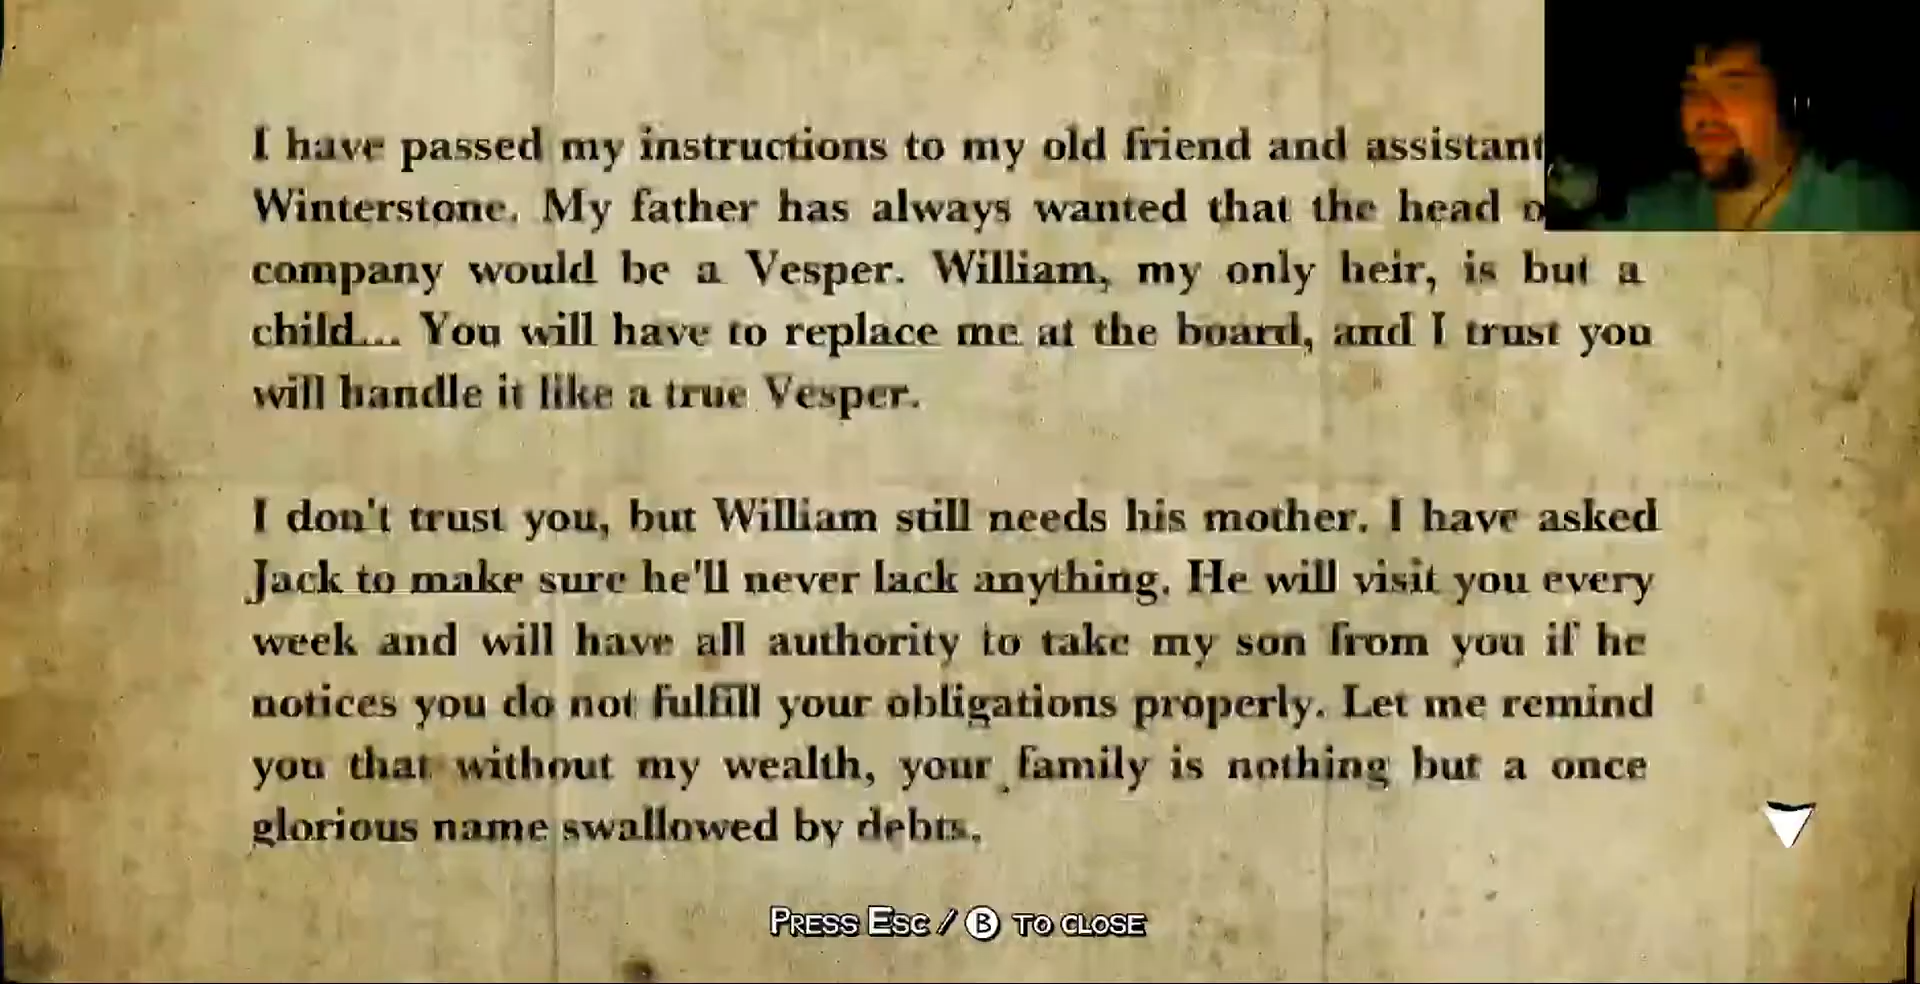 I have passed my instructions to my old friend and assistant
Winterstone. My father has always wanted that the head
company would be a Vesper. William, my only heir, is but a
child... You will have to replace me at the board, and I trust you
will handle it like a true Vesper.
I don't trust you, but William still needs his mother. I have asked
Jack to make sure he'll never lack anything. He will visit you every
week and will have all authority to take my son from you if he
notices you do not fulfill your obligations properly. Let me remind
you that without my wealth, your family is nothing but a once
glorious name swallowed by debts.
PRESS ESC / B TO CLOSE